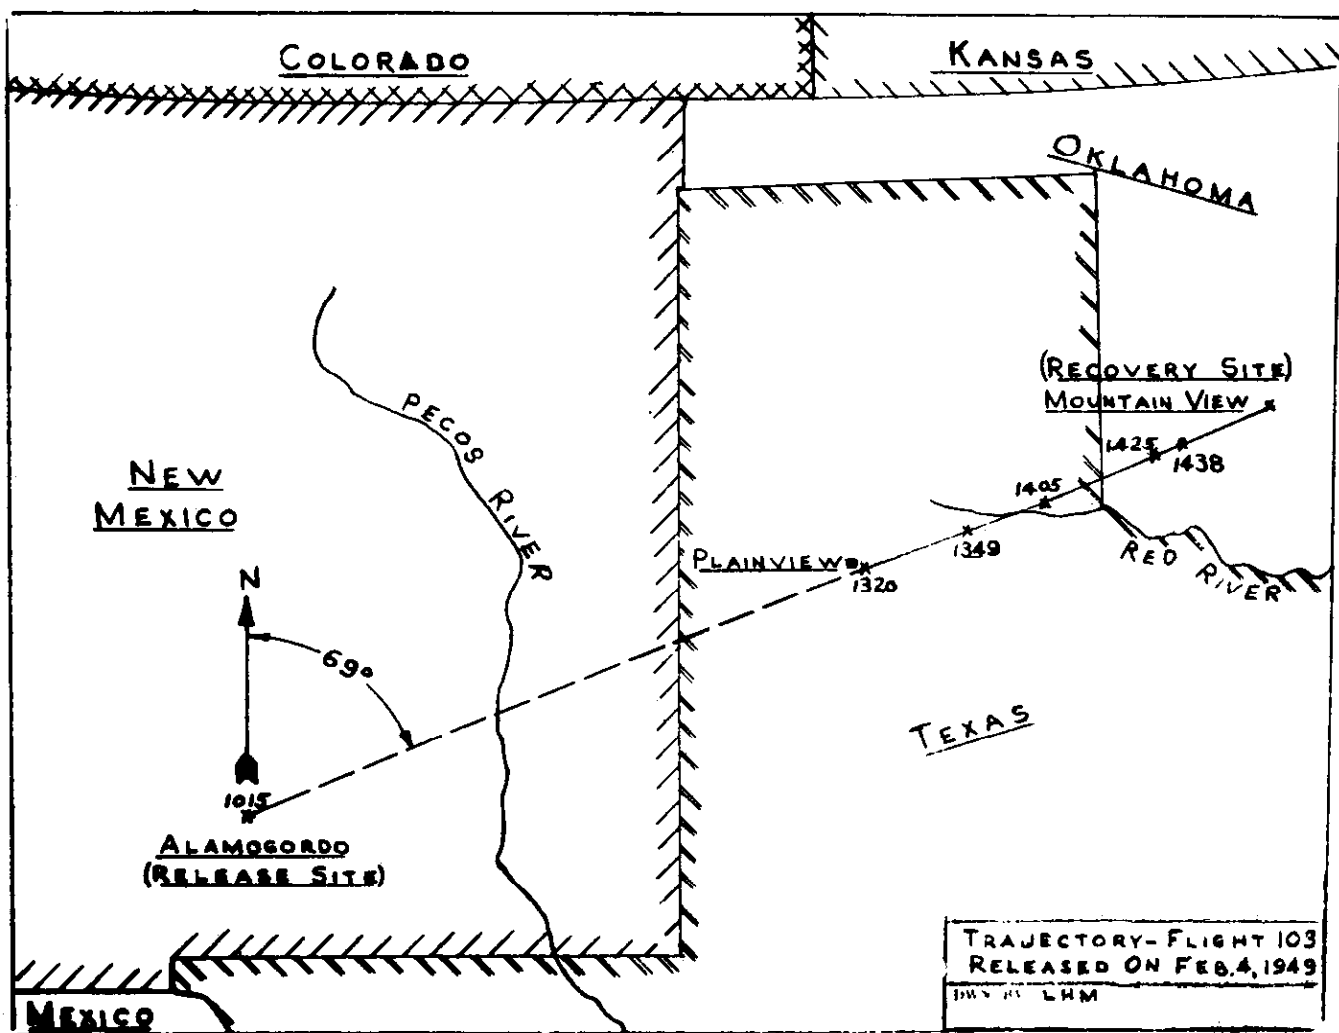 COLORADO
KANSAS
OKLAHOMA
(RECOVERY SITE)
MOUNTAIN VIEW
PECOS
RIVER
NEW
MEXICO
1425
1438
1405
1349
RED
RIVER
PLAINVIEW
1320
N
69°
TEXAS
1015
ALAMOGORDO
(RELEASE SITE)
TRAJECTORY-FLIGHT 103
RELEASED ON FEB.4,1949
LHM
MEXICO